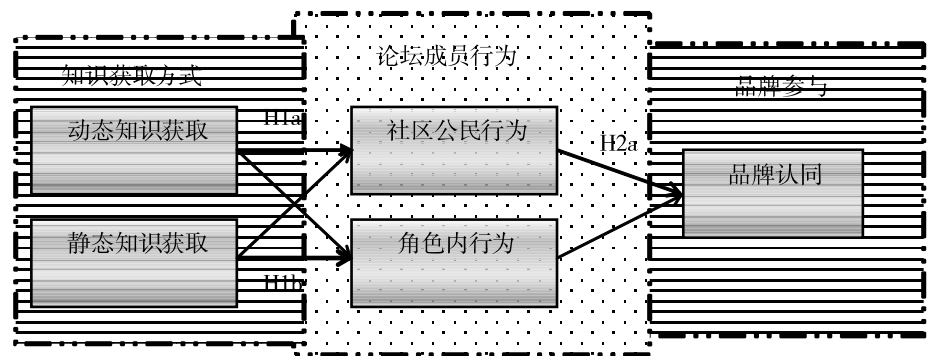 论坛成员行为
知识获取方式
品牌参与
动态知识获取
H1a
社区公民行为
H2a
品牌认同
静态知识获取
角色内行为
H1b